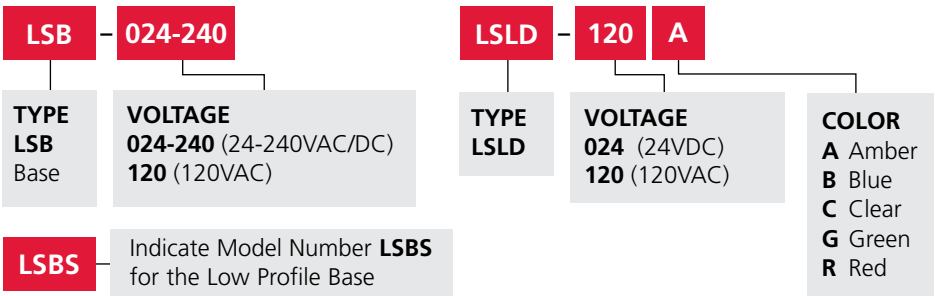 LSB – 024-240
TYPE
LSB
Base
VOLTAGE
024-240 (24-240VAC/DC)
120 (120VAC)
LSBS
Indicate Model Number LSBS
for the Low Profile Base
LSLD – 120 A
TYPE
LSLD
VOLTAGE
024 (24VDC)
120 (120VAC)
COLOR
A Amber
B Blue
C Clear
G Green
R Red